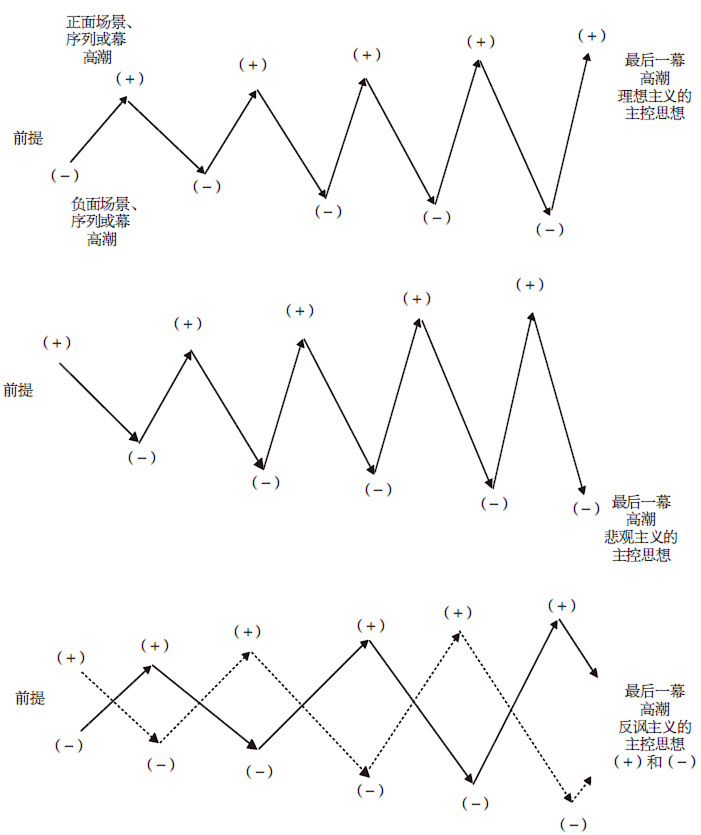 正面场景、
序列或幕
高潮
(+)
(+)
(+)
(+)
(+)
最后一幕
高潮
理想主义的
主控思想
前提
(−)
(−)
(−)
(−)
(−)
负面场景、
序列或幕
高潮
(+)
(+)
(+)
(+)
(+)
前提
(−)
(−)
(−)
(−)
(−)
最后一幕
高潮
悲观主义的
主控思想
(+)
(+)
(+)
(+)
(+)
(+)
前提
(−)
(−)
(−)
(−)
(−)
(−)
最后一幕
高潮
反讽主义的
主控思想
(+)和(−)